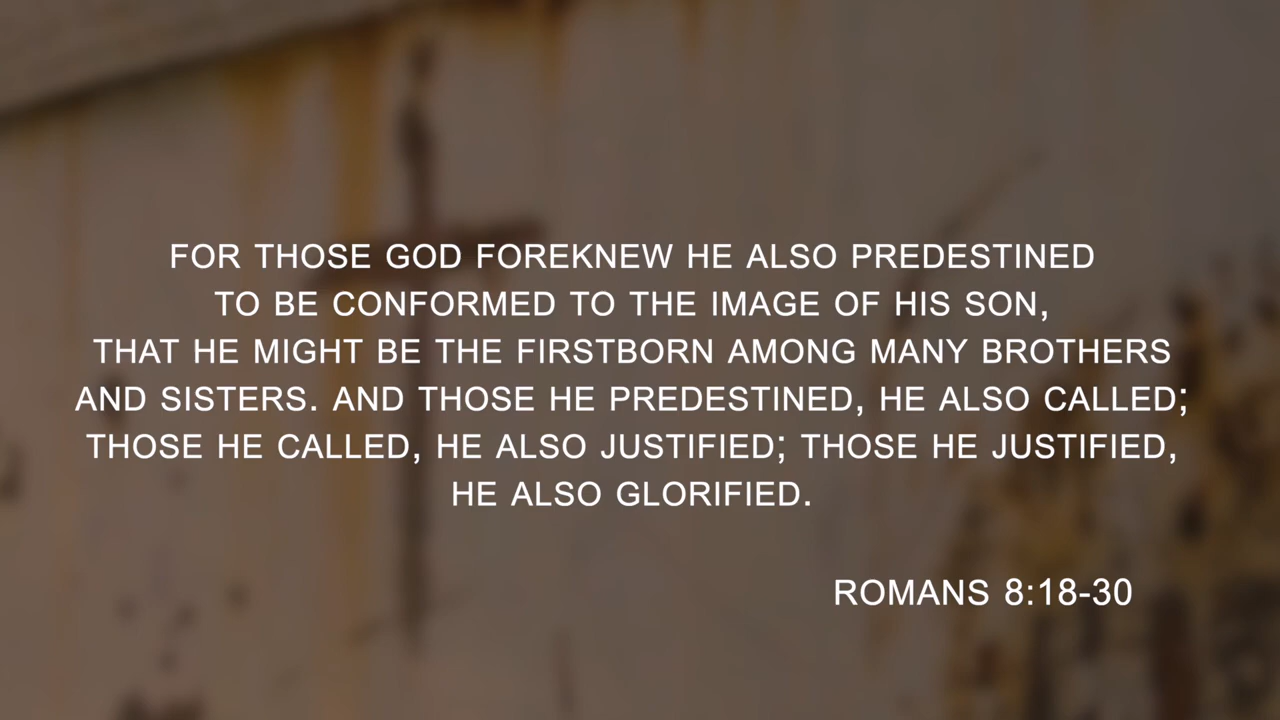 FOR THOSE GOD FOREKNEW HE ALSO PREDESTINED
TO BE CONFORMED TO THE IMAGE OF HIS SON,
THAT HE MIGHT BE THE FIRSTBORN AMONG MANY BROTHERS
AND SISTERS. AND THOSE HE PREDESTINED, HE ALSO CALLED;
THOSE HE CALLED, HE ALSO JUSTIFIED; THOSE HE JUSTIFIED,
HE ALSO GLORIFIED.
ROMANS 8:18-30